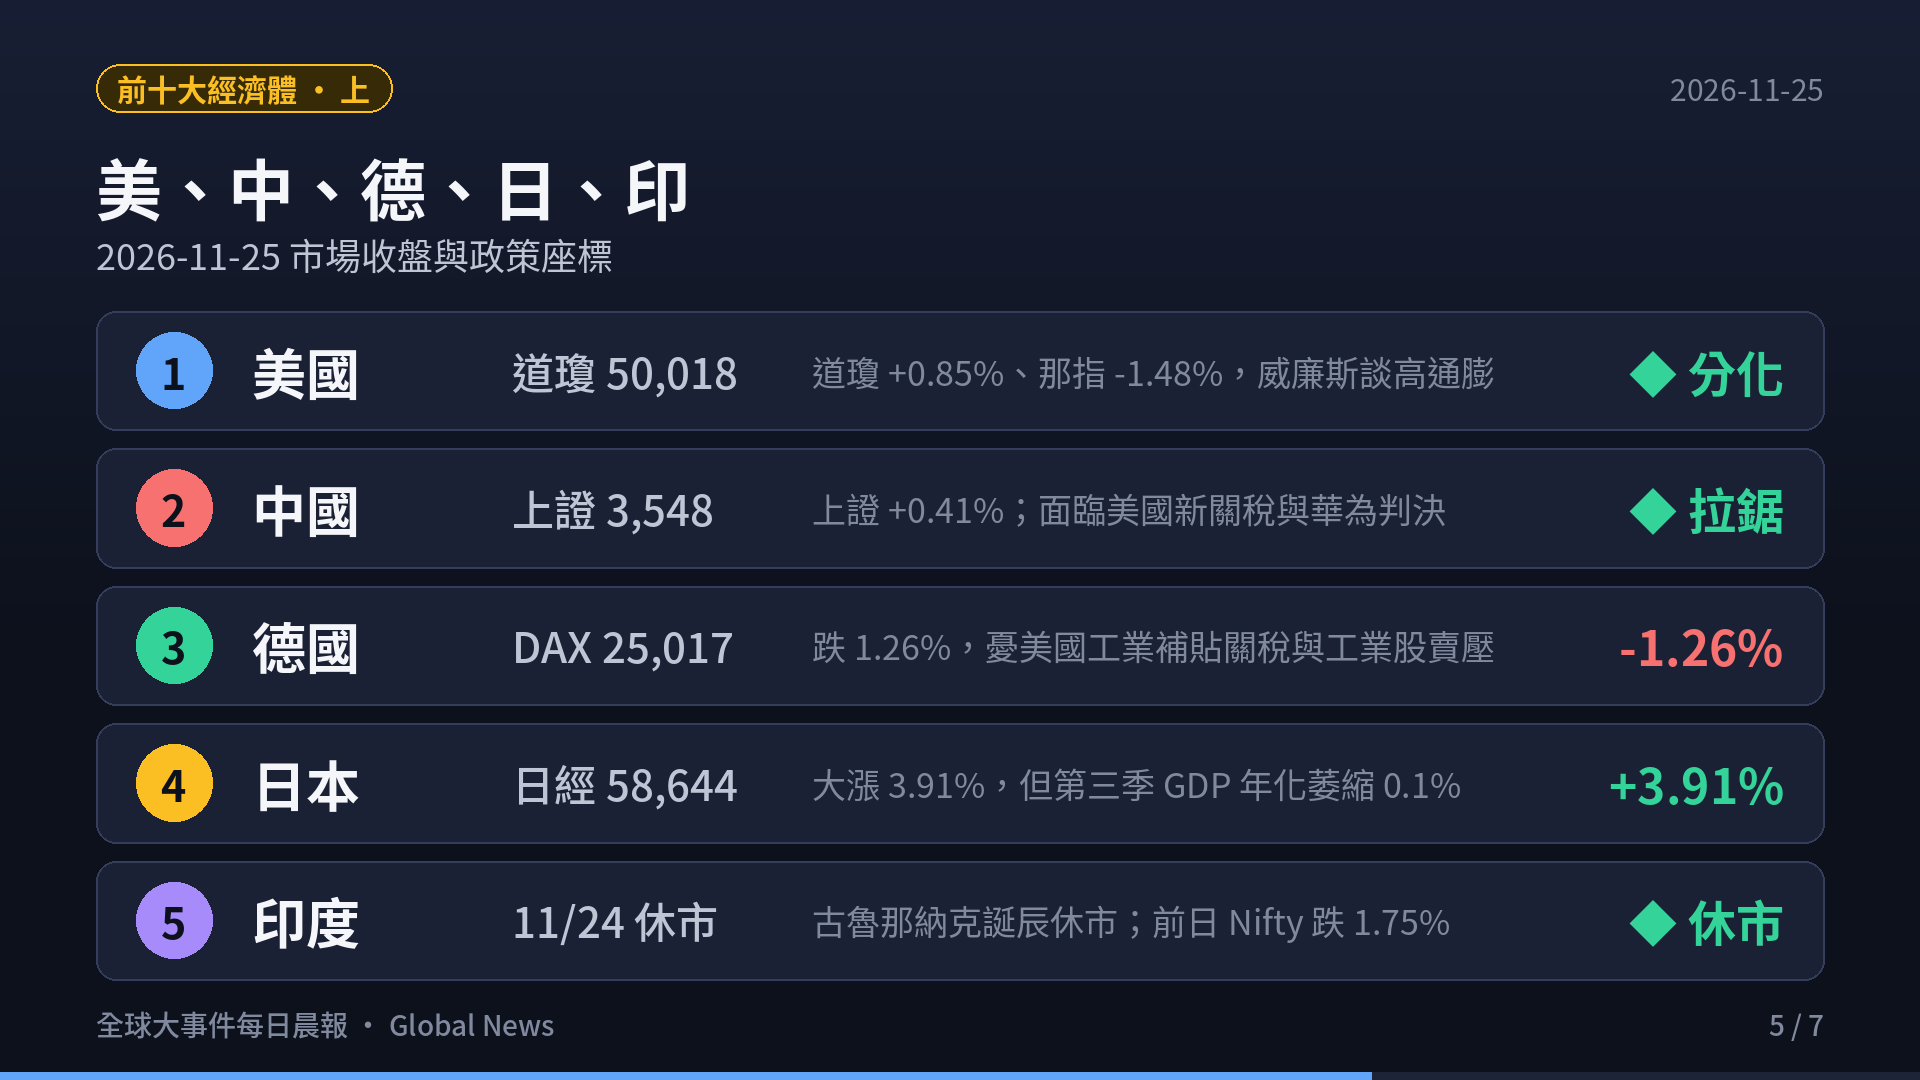 前十大經濟體 · 上
2026-11-25
美、中、德、日、印
2026-11-25 市場收盤與政策座標
1 美國 道瓊 50,018 道瓊 +0.85%、那指 -1.48%，威廉斯談高通膨 ◆ 分化
2 中國 上證 3,548 上證 +0.41%；面臨美國新關稅與華為判決 ◆ 拉鋸
3 德國 DAX 25,017 跌 1.26%，憂美國工業補貼關稅與工業股賣壓 -1.26%
4 日本 日經 58,644 大漲 3.91%，但第三季 GDP 年化萎縮 0.1% +3.91%
5 印度 11/24 休市 古魯那納克誕辰休市；前日 Nifty 跌 1.75% ◆ 休市
全球大事件每日晨報 · Global News
5 / 7